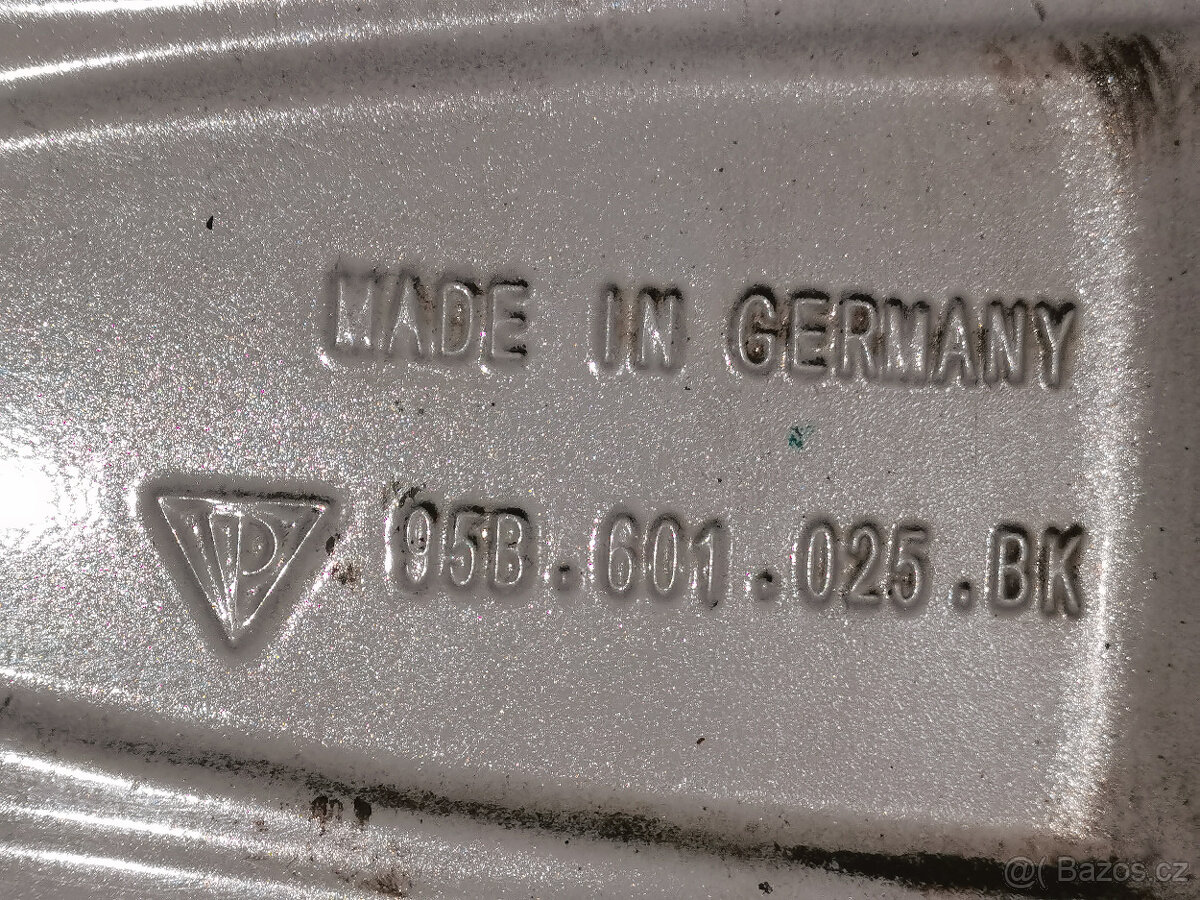 MADE IN GERMANY
P 95B.601.025.BK
@( Bazos.cz